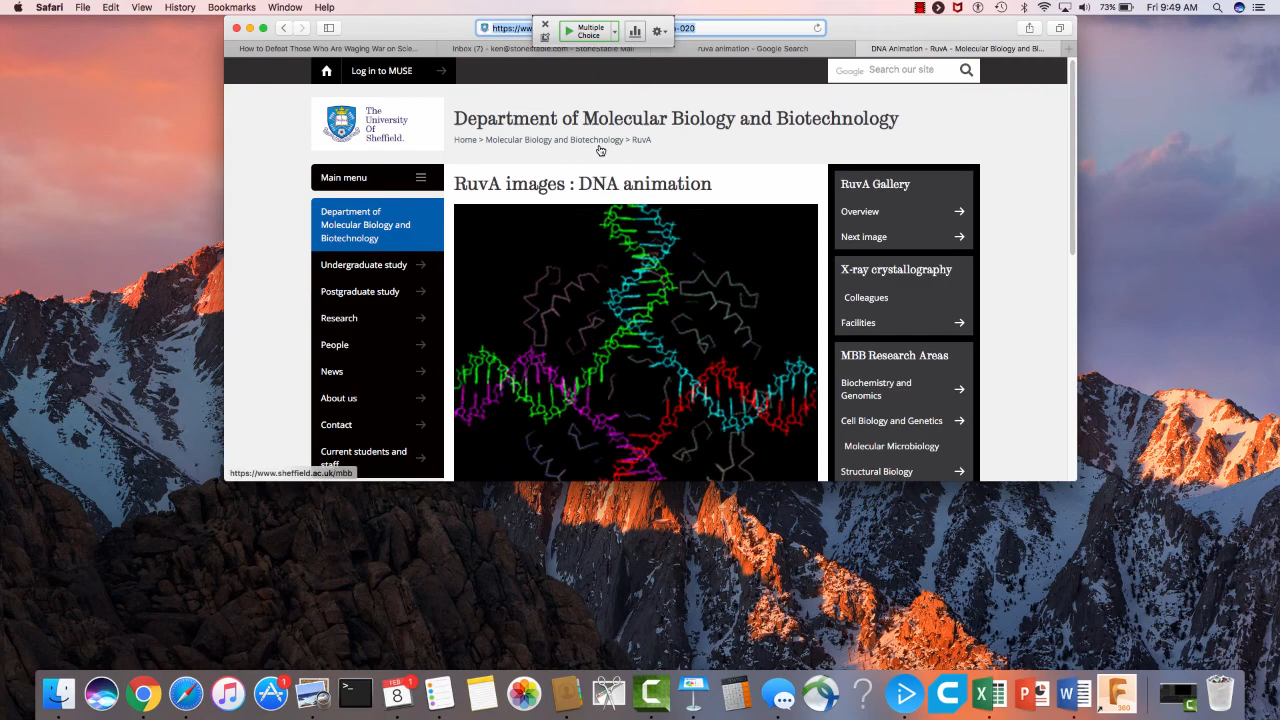 Safari File Edit View History Bookmarks Window Help
Fri 9:49 AM
https://ww
Multiple
Choice
-020
How to Defeat Those Who Are Waging War on Scie...
Inbox (7) - ken@stonestable.com - StoneStable Mail
ruva animation - Google Search
DNA Animation - RuvA - Molecular Biology and Bi...
Log in to MUSE
Google Search our site
The
University
Of
Sheffield.
Department of Molecular Biology and Biotechnology
Home > Molecular Biology and Biotechnology > RuvA
Main menu
Department of
Molecular Biology and
Biotechnology
Undergraduate study
Postgraduate study
Research
People
News
About us
Contact
Current students and
staff
https://www.sheffield.ac.uk/mbb
RuvA images : DNA animation
RuvA Gallery
Overview
Next image
X-ray crystallography
Colleagues
Facilities
MBB Research Areas
Biochemistry and
Genomics
Cell Biology and Genetics
Molecular Microbiology
Structural Biology
1
FEB
8
1
360